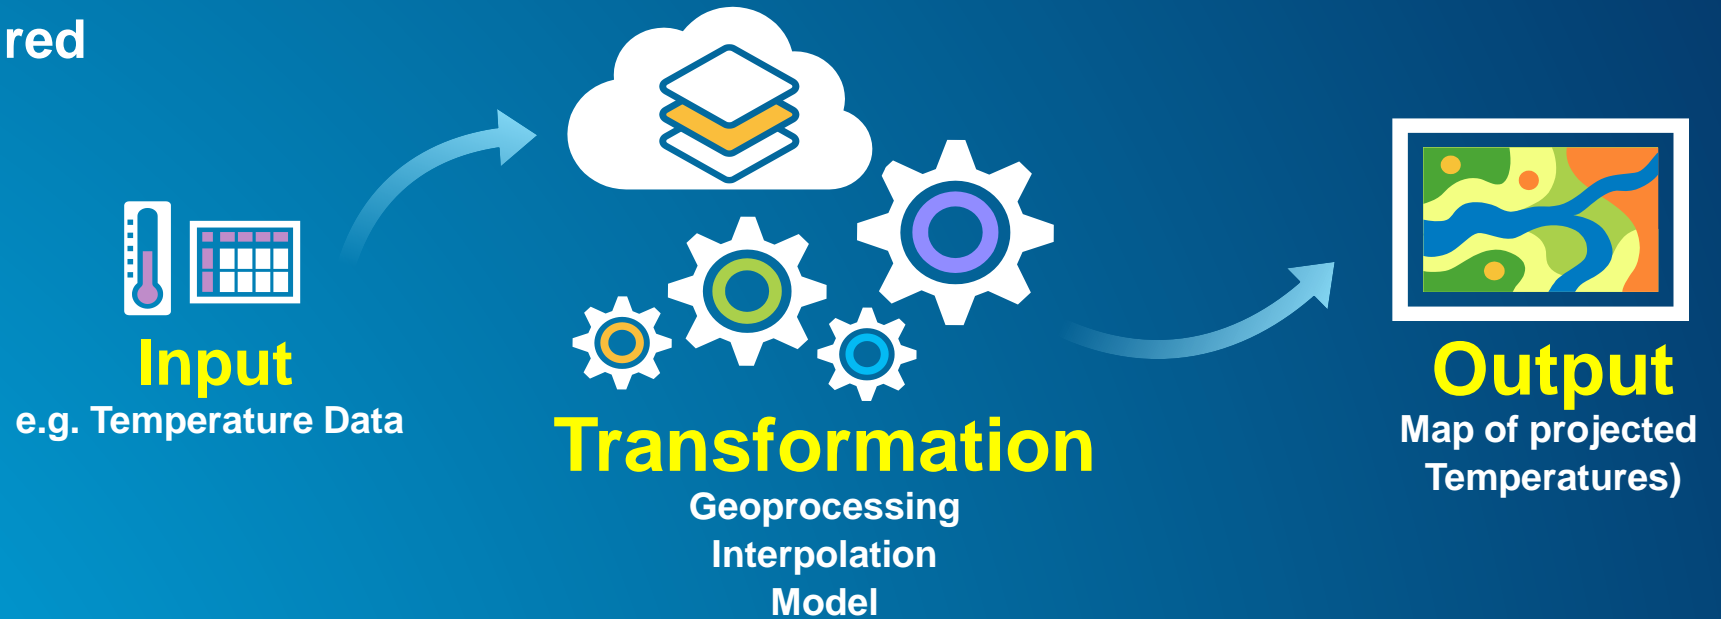 red
Input
e.g. Temperature Data
Transformation
Geoprocessing
Interpolation
Model
Output
Map of projected
Temperatures)